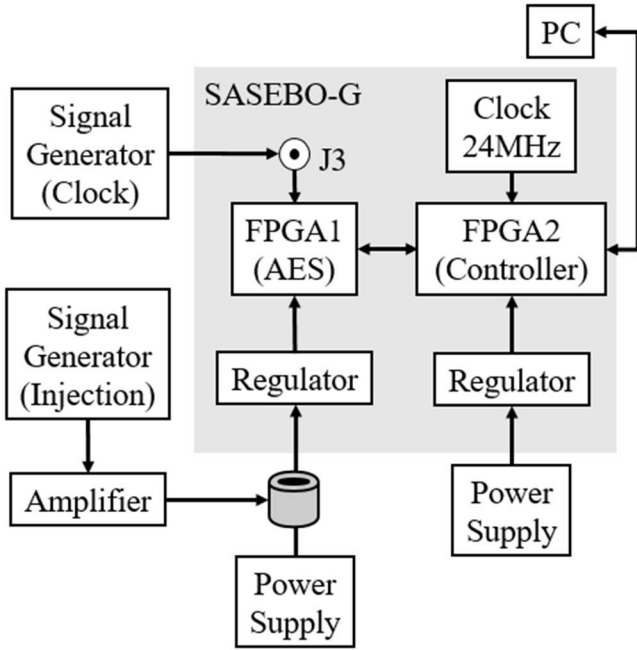 PC
SASEBO-G
Signal
Generator
(Clock)
J3
Clock
24MHz
FPGA1
(AES)
FPGA2
(Controller)
Signal
Generator
(Injection)
Regulator
Regulator
Amplifier
Power
Supply
Power
Supply